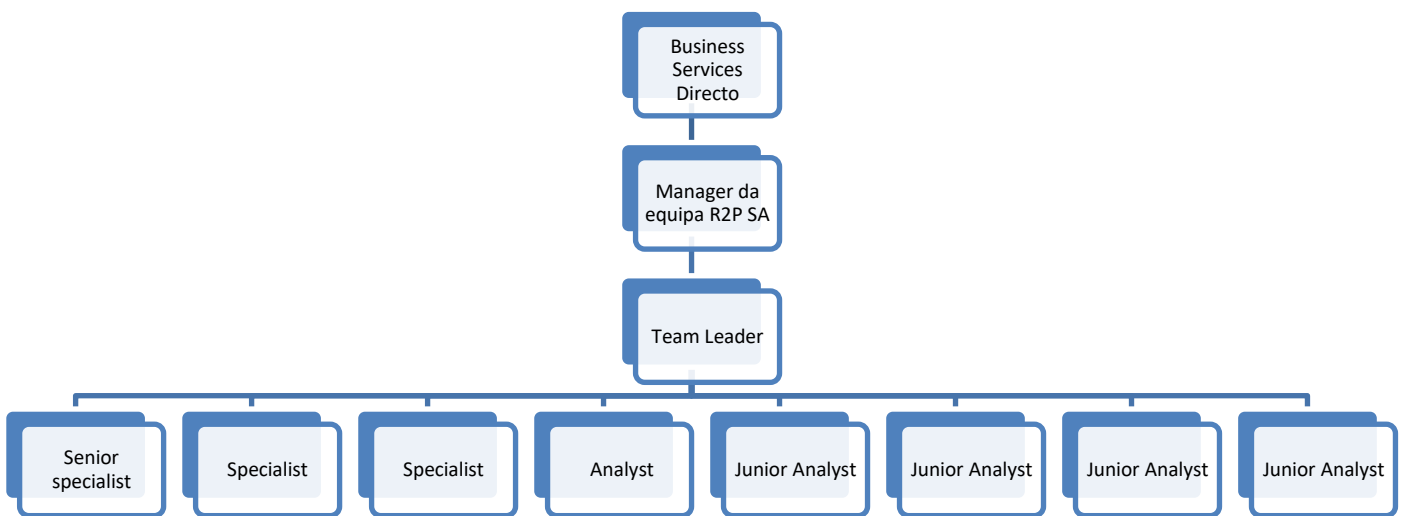 Business
Services
Directo
Manager da
equipa R2P SA
Team Leader
Senior
specialist
Specialist
Specialist
Analyst
Junior Analyst
Junior Analyst
Junior Analyst
Junior Analyst